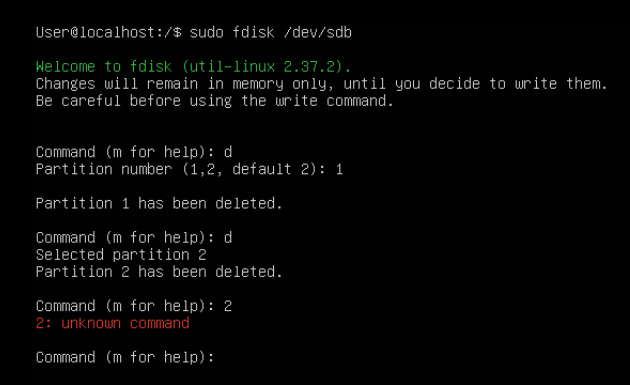 User@localhost:/$ sudo fdisk /dev/sdb
Welcome to fdisk (util-linux 2.37.2).
Changes will remain in memory only, until you decide to write them.
Be careful before using the write command.
Command (m for help): d
Partition number (1,2, default 2): 1
Partition 1 has been deleted.
Command (m for help): d
Selected partition 2
Partition 2 has been deleted.
Command (m for help): 2
2: unknown command
Command (m for help):